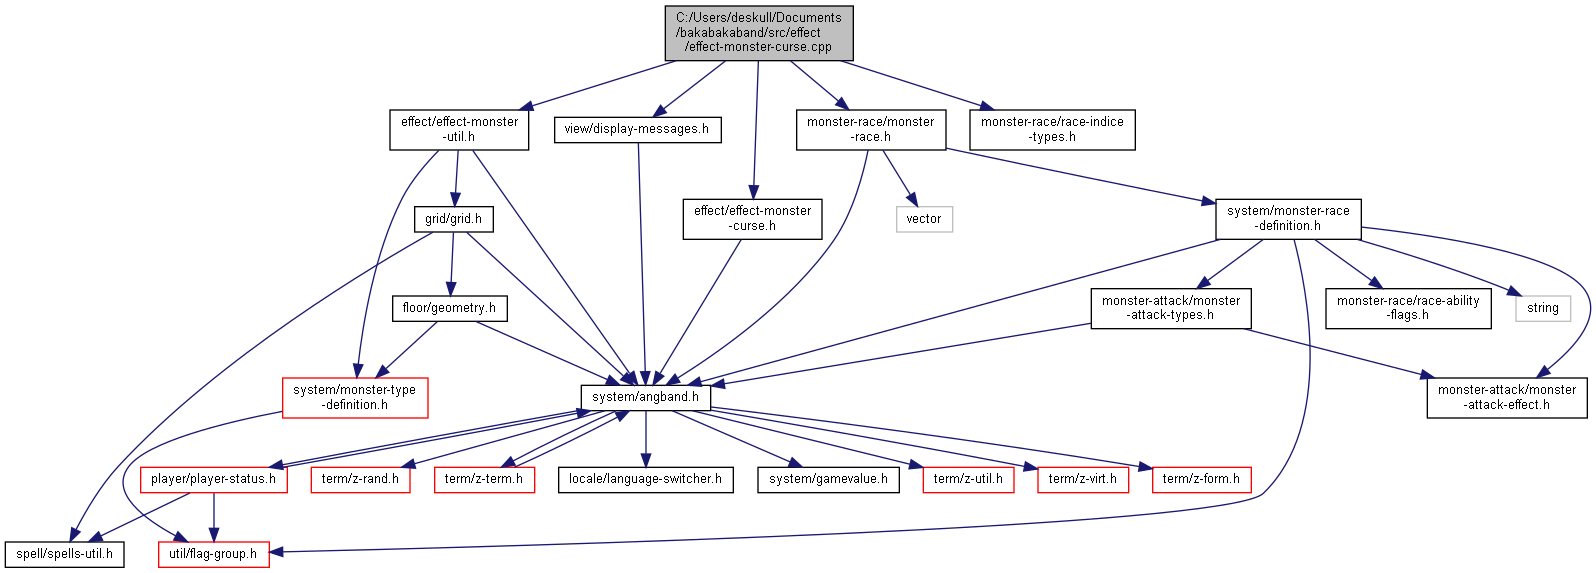 C:/Users/deskull/Documents
/bakabakaband/src/effect
/effect-monster-curse.cpp
effect/effect-monster
-util.h
view/display-messages.h
monster-race/monster
-race.h
monster-race/race-indice
-types.h
effect/effect-monster
-curse.h
grid/grid.h
vector
system/monster-race
-definition.h
floor/geometry.h
monster-attack/monster
-attack-types.h
monster-race/race-ability
-flags.h
string
system/monster-type
-definition.h
system/angband.h
monster-attack/monster
-attack-effect.h
player/player-status.h
term/z-rand.h
term/z-term.h
locale/language-switcher.h
system/gamevalue.h
term/z-util.h
term/z-virt.h
term/z-form.h
spell/spells-util.h
util/flag-group.h